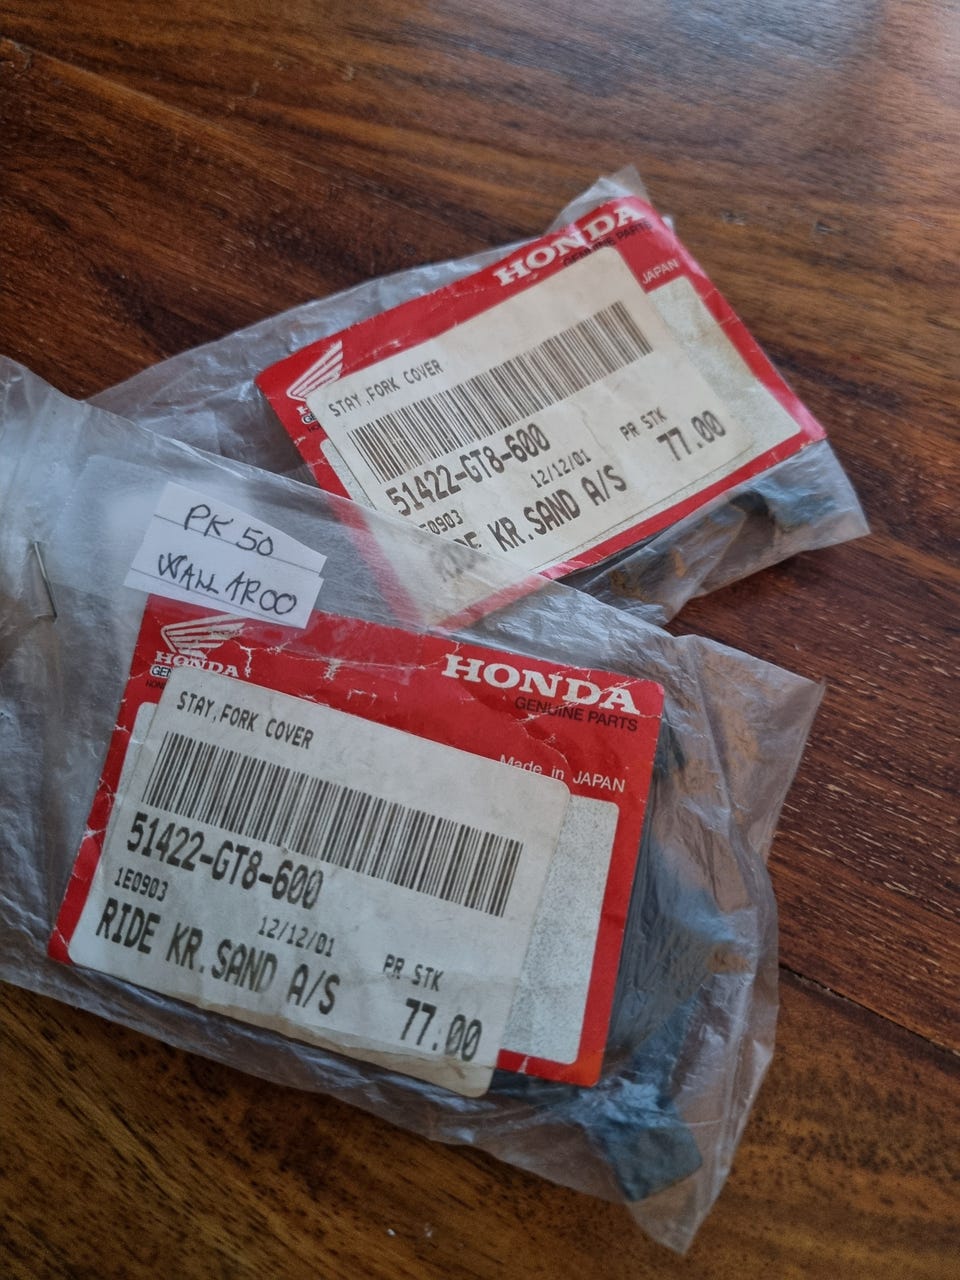 HONDA
GENUINE PARTS
JAPAN
STAY,FORK COVER
51422-GT8-600
12/12/01
PR STK
77.00
KR.SAND A/S
PK 50
WALLAROO
HONDA
HONDA
GENUINE PARTS
Made in JAPAN
STAY,FORK COVER
51422-GT8-600
1E0903
12/12/01
RIDE KR.SAND A/S
PR STK
77.00